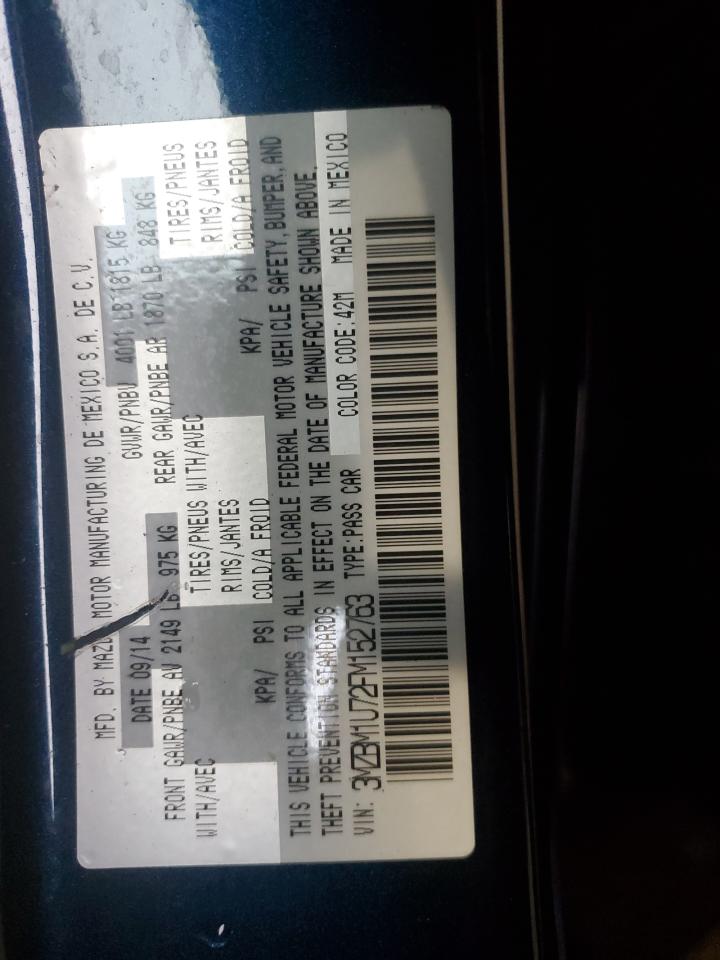 MFD. BY MAZDA MOTOR MANUFACTURING DE MEXICO S.A. DE C.V.
DATE 09/14 GVWR/PNBV 4001 LB 1815 KG
FRONT GAWR/PNBE AV 2149 LB 975 KG REAR GAWR/PNBE AR 1870 LB 848 KG
WITH/AVEC TIRES/PNEUS WITH/AVEC TIRES/PNEUS
RIMS/JANTES RIMS/JANTES
KPA/ PSI COLD/A FROID KPA/ PSI COLD/A FROID
THIS VEHICLE CONFORMS TO ALL APPLICABLE FEDERAL MOTOR VEHICLE SAFETY, BUMPER, AND
THEFT PREVENTION STANDARDS IN EFFECT ON THE DATE OF MANUFACTURE SHOWN ABOVE.
VIN: 3MZBM1U72FM152763 TYPE:PASS CAR COLOR CODE:42M MADE IN MEXICO